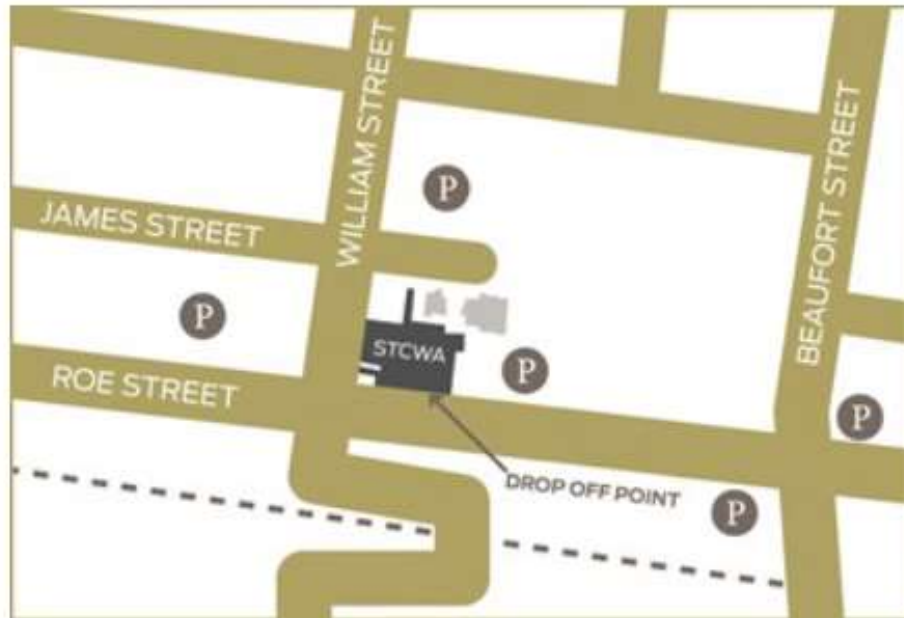 WILLIAM STREET
BEAUFORT STREET
P
JAMES STREET
P
STCWA
P
ROE STREET
P
DROP OFF POINT
P